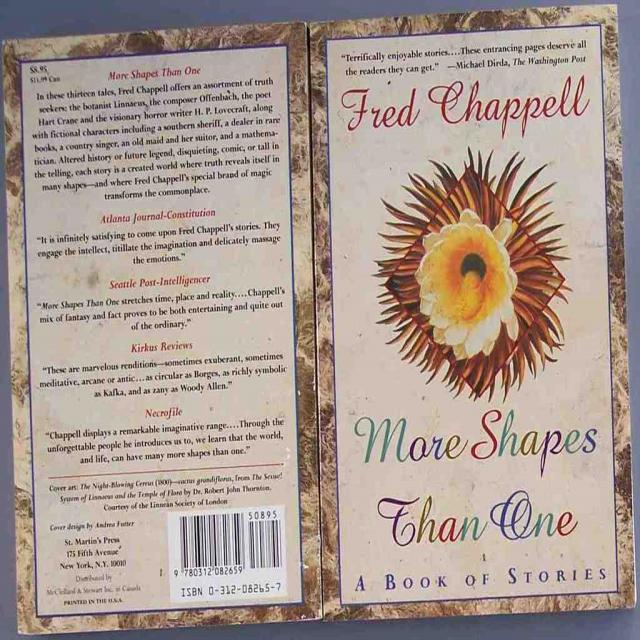 $8.95
$11.99 Can
More Shapes Than One
In these thirteen tales, Fred Chappell offers an assortment of truth
seekers: the botanist Linnaeus, the composer Offenbach, the poet
Hart Crane and the visionary horror writer H. P. Lovecraft, along
with fictional characters including a southern sheriff, a dealer in rare
books, a country singer, an old maid and her suitor, and a mathema-
tician. Altered history or future legend, disquieting, comic, or tall in
the telling, each story is a created world where truth reveals itself in
many shapes—and where Fred Chappell's special brand of magic
transforms the commonplace.
Atlanta Journal-Constitution
"It is infinitely satisfying to come upon Fred Chappell's stories. They
engage the intellect, titillate the imagination and delicately massage
the emotions."
Seattle Post-Intelligencer
"More Shapes Than One stretches time, place and reality....Chappell's
mix of fantasy and fact proves to be both entertaining and quite out
of the ordinary."
Kirkus Reviews
"These are marvelous renditions—sometimes exuberant, sometimes
meditative, arcane or antic...as circular as Borges, as richly symbolic
as Kafka, and as zany as Woody Allen."
Necrofile
"Chappell displays a remarkable imaginative range....Through the
unforgettable people he introduces us to, we learn that the world,
and life, can have many more shapes than one."
Cover art: The Night-Blowing Cereus (1800)—cactus grandiflorus, from The Sexual
System of Linnaeus and the Temple of Flora by Dr. Robert John Thornton.
Courtesy of the Linnean Society of London
Cover design by Andrea Futter
St. Martin's Press
175 Fifth Avenue
New York, N.Y. 10010
Distributed by
McClelland & Stewart Inc. in Canada
PRINTED IN THE U.S.A.
50895
9 780312 082659
ISBN 0-312-08265-7
"Terrifically enjoyable stories....These entrancing pages deserve all
the readers they can get." —Michael Dirda, The Washington Post
Fred Chappell
More Shapes
Than One
A Book of Stories